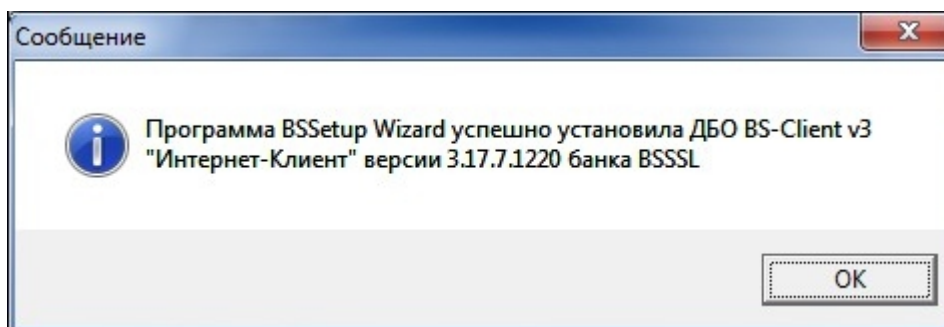 Сообщение
Программа BSSetup Wizard успешно установила ДБО BS-Client v3
"Интернет-Клиент" версии 3.17.7.1220 банка BSSSL
OK